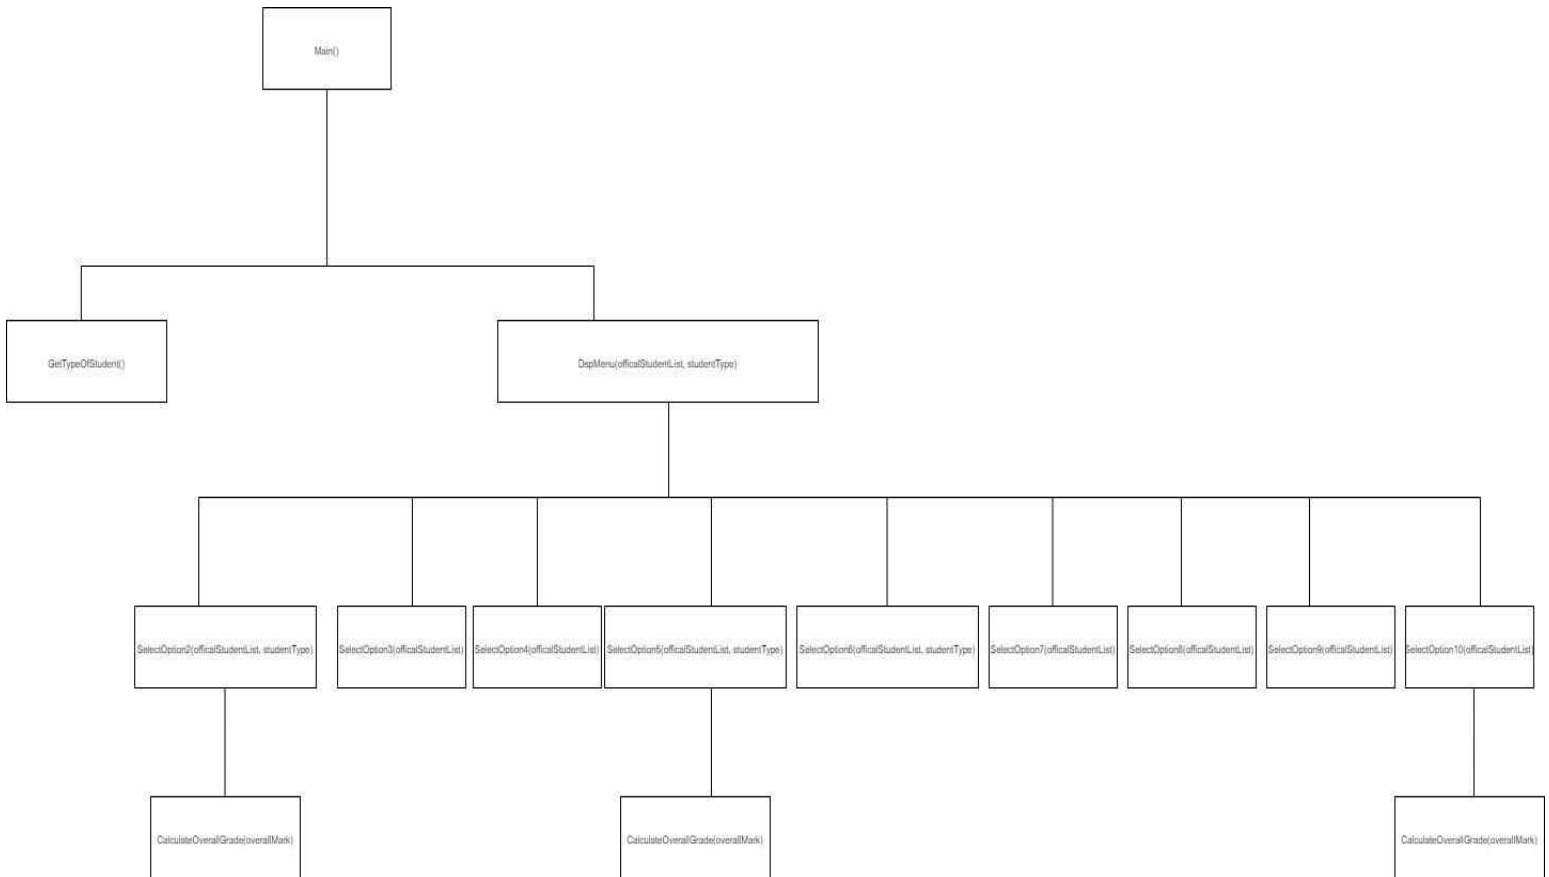 Main()
GetTypeOfStudent()
DspMenu(officalStudentList, studentType)
SelectOption2(officalStudentList, studentType)
SelectOption3(officalStudentList)
SelectOption4(officalStudentList)
SelectOption5(officalStudentList, studentType)
SelectOption6(officalStudentList, studentType)
SelectOption7(officalStudentList)
SelectOption8(officalStudentList)
SelectOption9(officalStudentList)
SelectOption10(officalStudentList)
CalculateOverallGrade(overallMark)
CalculateOverallGrade(overallMark)
CalculateOverallGrade(overallMark)